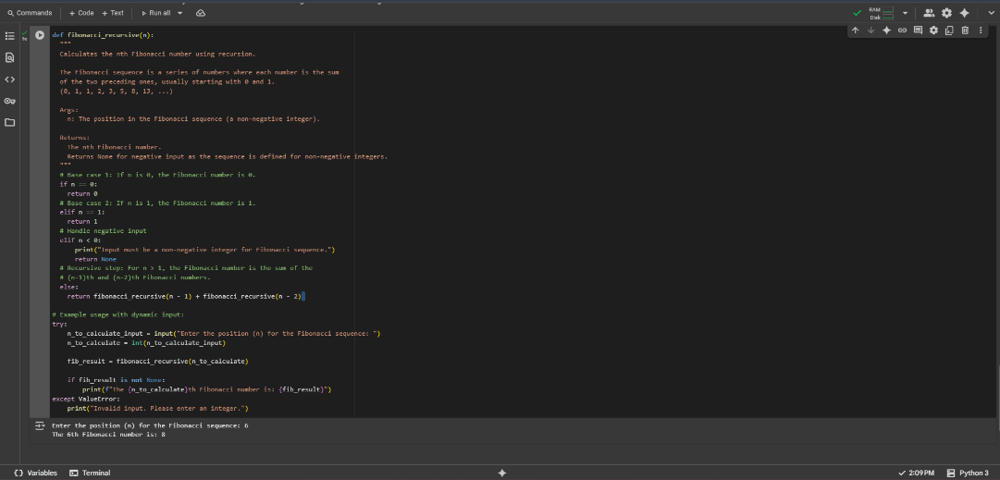 Commands + Code + Text Run all
RAM
Disk
9s
def fibonacci_recursive(n):
"""
Calculates the nth Fibonacci number using recursion.
The Fibonacci sequence is a series of numbers where each number is the sum
of the two preceding ones, usually starting with 0 and 1.
(0, 1, 1, 2, 3, 5, 8, 13, ...)
Args:
n: The position in the Fibonacci sequence (a non-negative integer).
Returns:
The nth Fibonacci number.
Returns None for negative input as the sequence is defined for non-negative integers.
"""
# Base case 1: If n is 0, the Fibonacci number is 0.
if n == 0:
return 0
# Base case 2: If n is 1, the Fibonacci number is 1.
elif n == 1:
return 1
# Handle negative input
elif n < 0:
print("Input must be a non-negative integer for Fibonacci sequence.")
return None
# Recursive step: For n > 1, the Fibonacci number is the sum of the
# (n-1)th and (n-2)th Fibonacci numbers.
else:
return fibonacci_recursive(n - 1) + fibonacci_recursive(n - 2)
# Example usage with dynamic input:
try:
n_to_calculate_input = input("Enter the position (n) for the Fibonacci sequence: ")
n_to_calculate = int(n_to_calculate_input)
fib_result = fibonacci_recursive(n_to_calculate)
if fib_result is not None:
print(f"The {n_to_calculate}th Fibonacci number is: {fib_result}")
except ValueError:
print("Invalid input. Please enter an integer.")
Enter the position (n) for the Fibonacci sequence: 6
The 6th Fibonacci number is: 8
{} Variables Terminal
2:09 PM Python 3